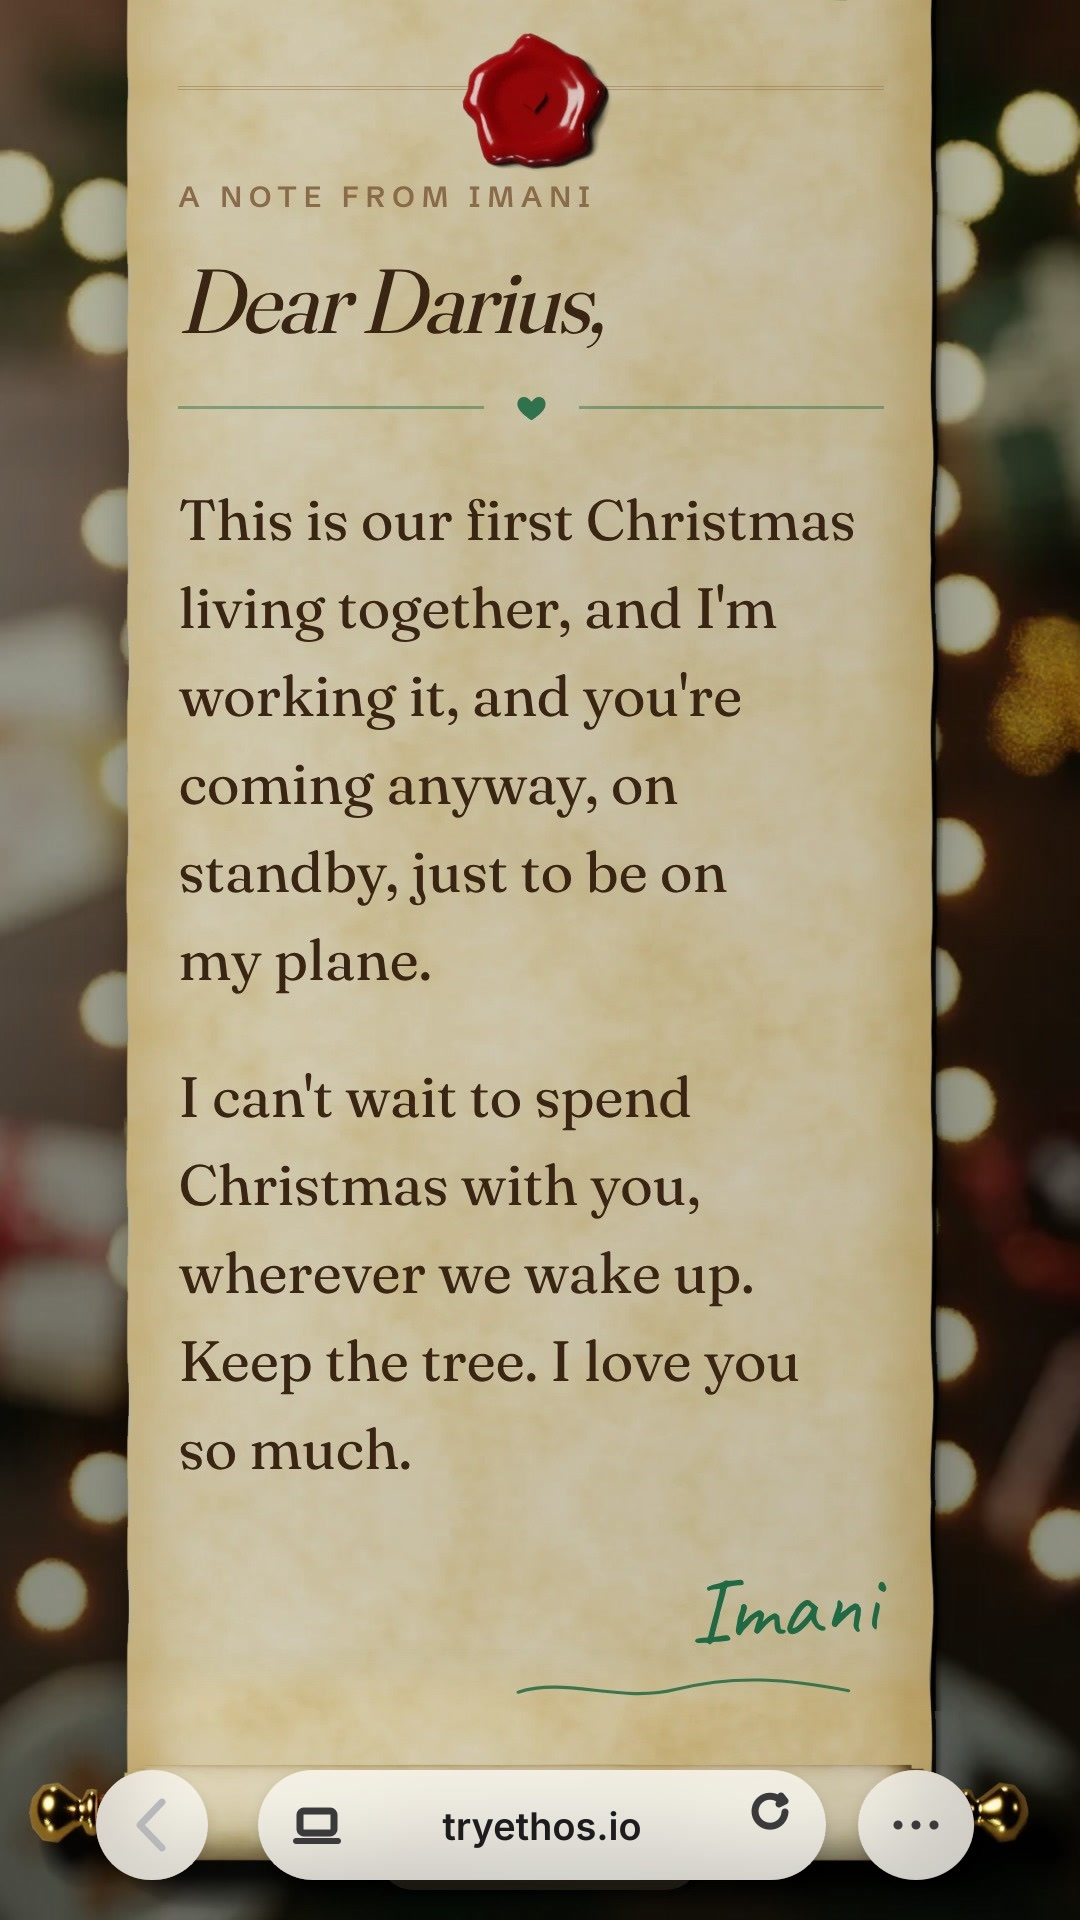 A NOTE FROM IMANI
Dear Darius,
This is our first Christmas
living together, and I'm
working it, and you're
coming anyway, on
standby, just to be on
my plane.
I can't wait to spend
Christmas with you,
wherever we wake up.
Keep the tree. I love you
so much.
Imani
tryethos.io